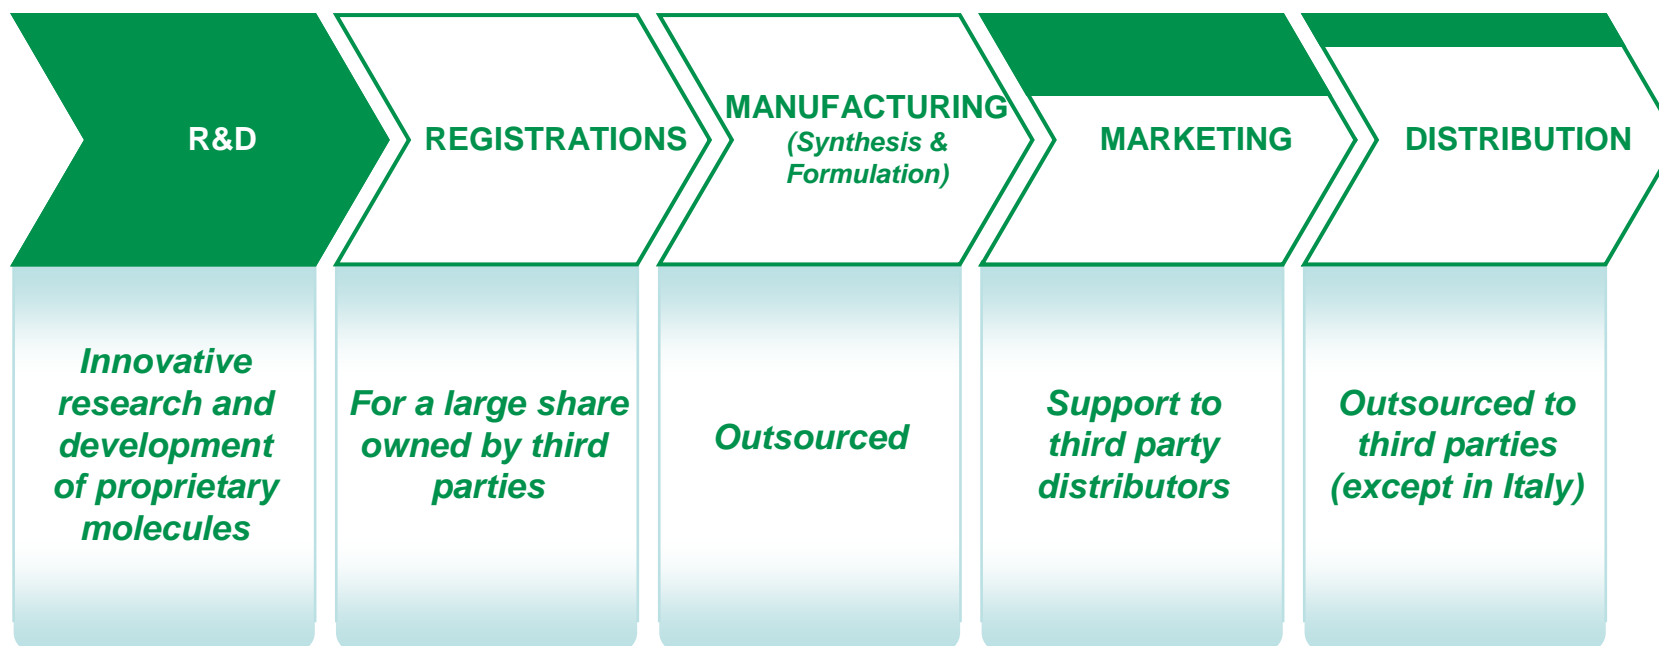 R&D
REGISTRATIONS
MANUFACTURING
(Synthesis &
Formulation)
MARKETING
DISTRIBUTION
Innovative
research and
development
of proprietary
molecules
For a large share
owned by third
parties
Outsourced
Support to
third party
distributors
Outsourced to
third parties
(except in Italy)